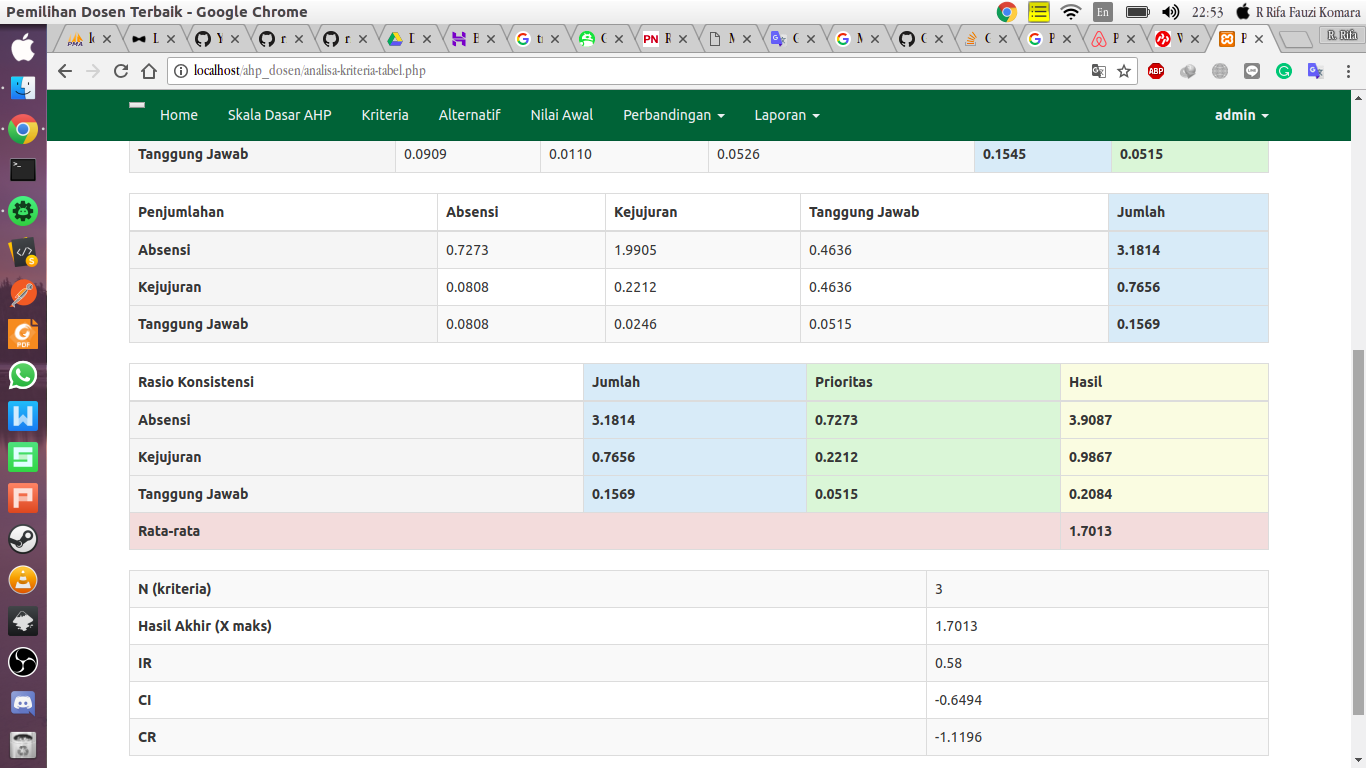 Pemilihan Dosen Terbaik - Google Chrome
En 22:53 R Rifa Fauzi Komara
R. Rifa
localhost/ahp_dosen/analisa-kriteria-tabel.php
ABP
Home Skala Dasar AHP Kriteria Alternatif Nilai Awal Perbandingan Laporan admin
Tanggung Jawab 0.0909 0.0110 0.0526 0.1545 0.0515
Penjumlahan Absensi Kejujuran Tanggung Jawab Jumlah
Absensi 0.7273 1.9905 0.4636 3.1814
Kejujuran 0.0808 0.2212 0.4636 0.7656
Tanggung Jawab 0.0808 0.0246 0.0515 0.1569
Rasio Konsistensi Jumlah Prioritas Hasil
Absensi 3.1814 0.7273 3.9087
Kejujuran 0.7656 0.2212 0.9867
Tanggung Jawab 0.1569 0.0515 0.2084
Rata-rata 1.7013
N (kriteria) 3
Hasil Akhir (X maks) 1.7013
IR 0.58
CI -0.6494
CR -1.1196